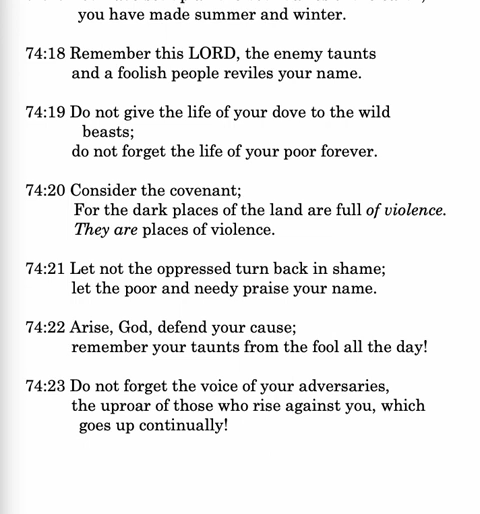 you have made summer and winter.
74:18 Remember this LORD, the enemy taunts
and a foolish people reviles your name.
74:19 Do not give the life of your dove to the wild
beasts;
do not forget the life of your poor forever.
74:20 Consider the covenant;
For the dark places of the land are full of violence.
They are places of violence.
74:21 Let not the oppressed turn back in shame;
let the poor and needy praise your name.
74:22 Arise, God, defend your cause;
remember your taunts from the fool all the day!
74:23 Do not forget the voice of your adversaries,
the uproar of those who rise against you, which
goes up continually!